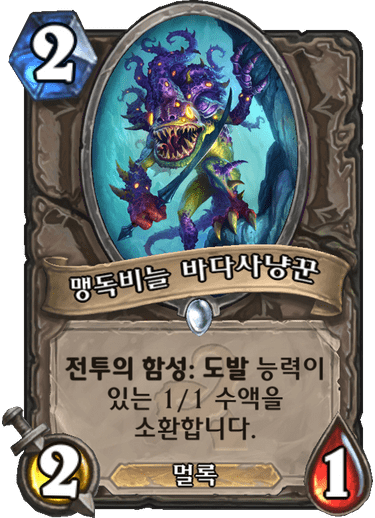 2
맹독비늘 바다사냥꾼
전투의 함성: 도발 능력이
있는 1/1 수액을
소환합니다.
2
멀록
1